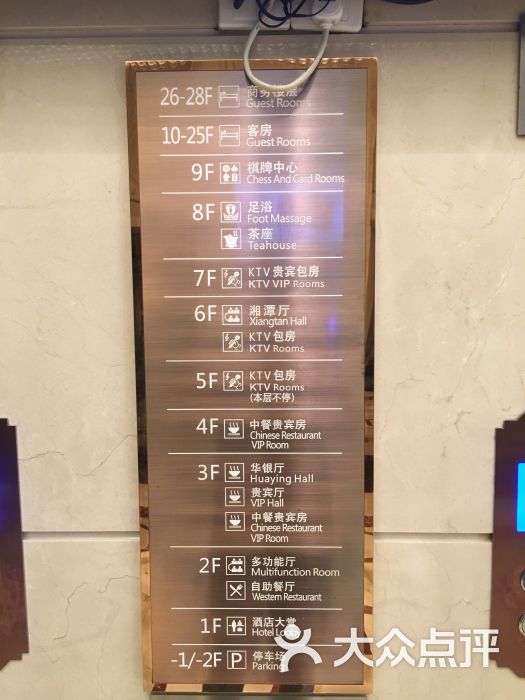 26-28F 商务楼层
Guest Rooms
10-25F 客房
Guest Rooms
9F 棋牌中心
Chess And Card Rooms
8F 足浴
Foot Massage
茶座
Teahouse
7F KTV 贵宾包房
KTV VIP Rooms
6F 湘潭厅
Xiangtan Hall
KTV 包房
KTV Rooms
5F KTV 包房
KTV Rooms
(本层不停)
4F 中餐贵宾房
Chinese Restaurant
VIP Room
3F 华银厅
Huaying Hall
贵宾厅
VIP Hall
中餐贵宾房
Chinese Restaurant
VIP Room
2F 多功能厅
Multifunction Room
自助餐厅
Western Restaurant
1F 酒店大堂
Hotel Lobby
-1/-2F P 停车场
Parking
大众点评